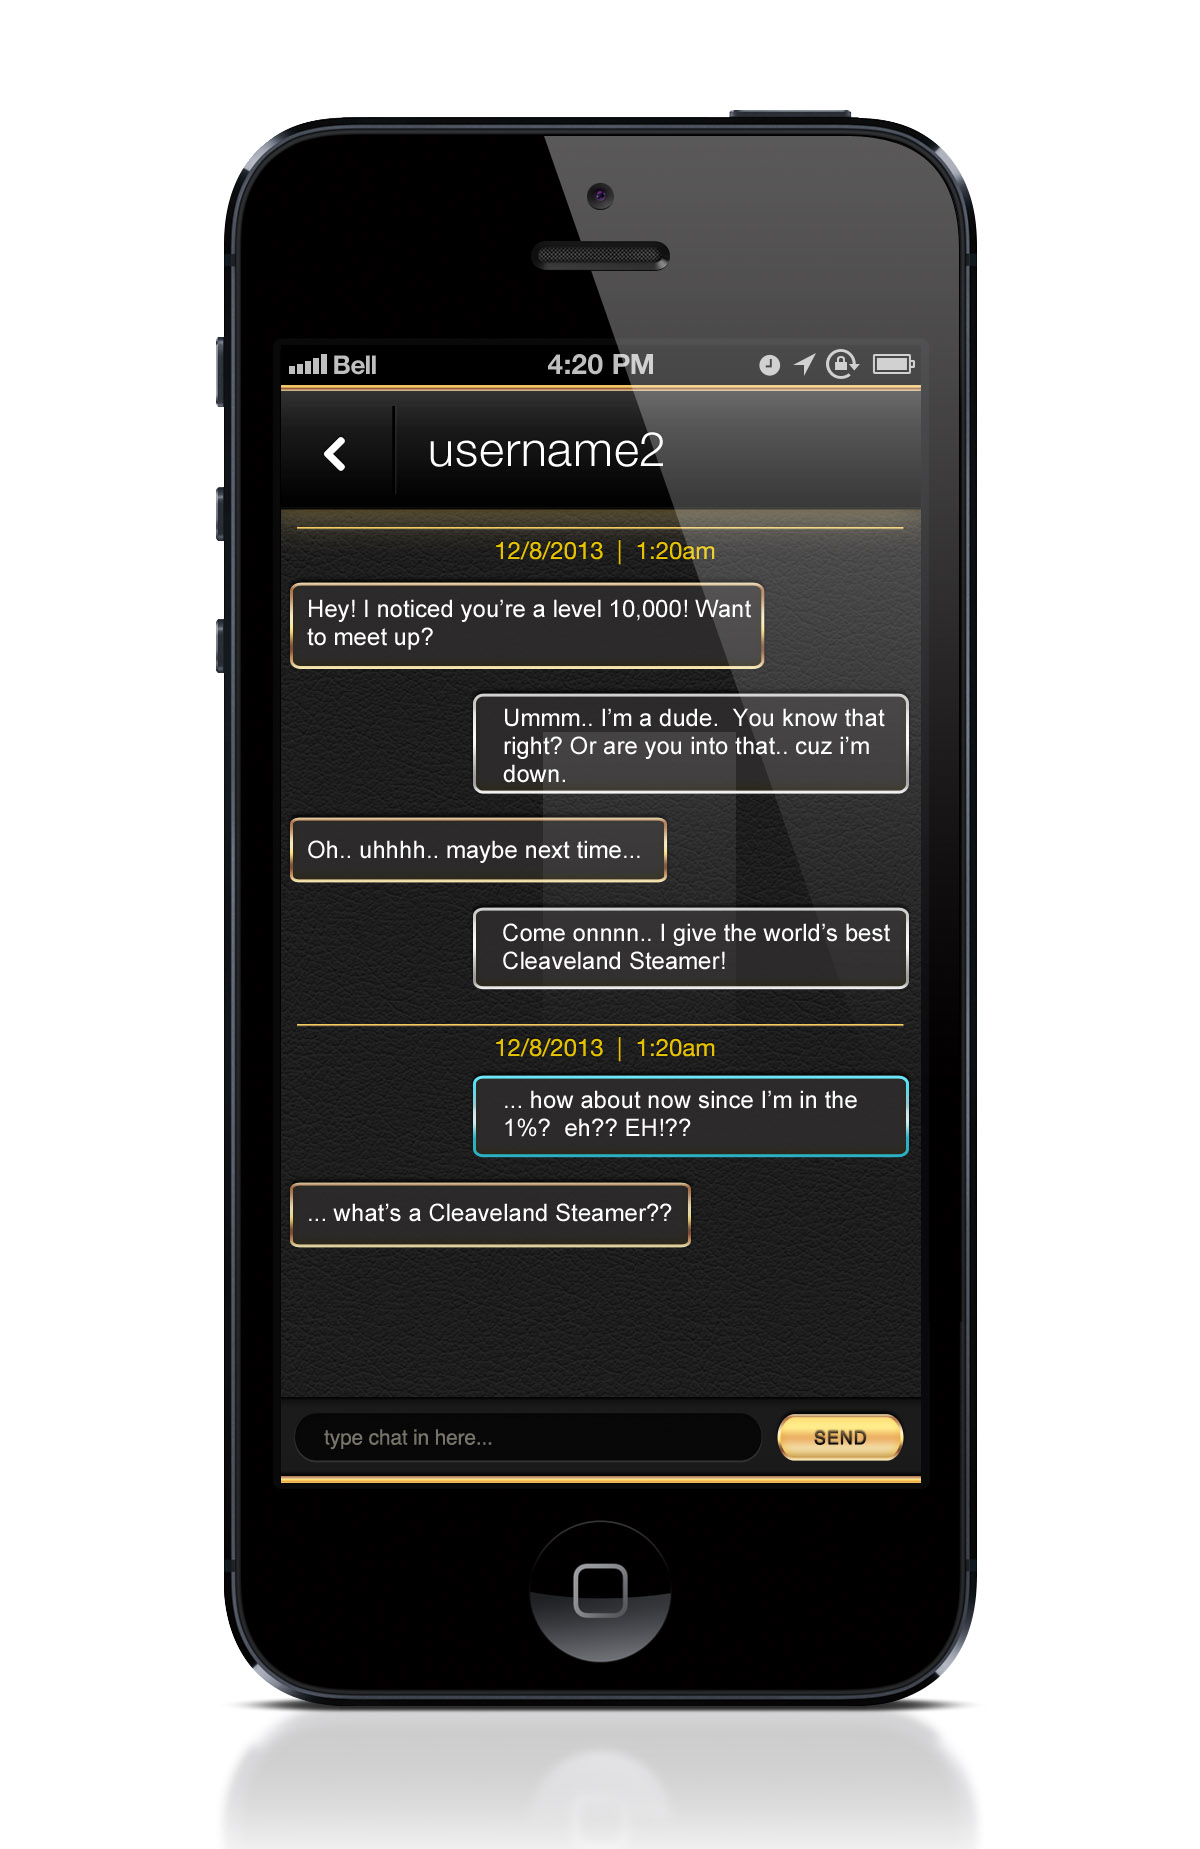 Bell 4:20 PM
username2
12/8/2013 | 1:20am
Hey! I noticed you’re a level 10,000! Want
to meet up?
Ummm.. I’m a dude.  You know that
right? Or are you into that.. cuz i’m
down.
Oh.. uhhhh.. maybe next time...
Come onnnn.. I give the world’s best
Cleaveland Steamer!
12/8/2013 | 1:20am
... how about now since I’m in the
1%?  eh?? EH!??
... what’s a Cleaveland Steamer??
type chat in here... SEND